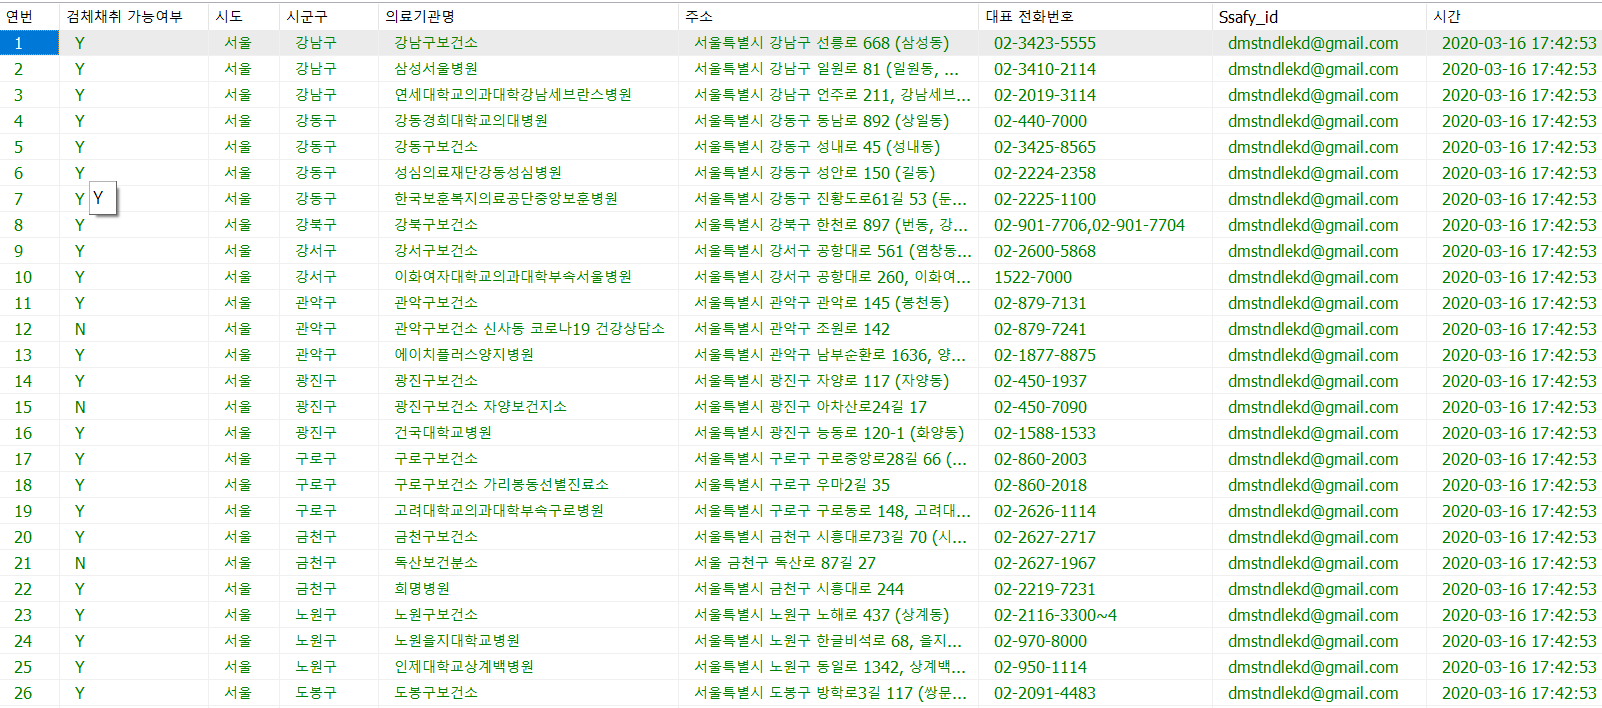 연번 검체채취 가능여부 시도 시군구 의료기관명 주소 대표 전화번호 Ssafy_id 시간
1 Y 서울 강남구 강남구보건소 서울특별시 강남구 선릉로 668 (삼성동) 02-3423-5555 dmstndlekd@gmail.com 2020-03-16 17:42:53
2 Y 서울 강남구 삼성서울병원 서울특별시 강남구 일원로 81 (일원동, ... 02-3410-2114 dmstndlekd@gmail.com 2020-03-16 17:42:53
3 Y 서울 강남구 연세대학교의과대학강남세브란스병원 서울특별시 강남구 언주로 211, 강남세브... 02-2019-3114 dmstndlekd@gmail.com 2020-03-16 17:42:53
4 Y 서울 강동구 강동경희대학교의대병원 서울특별시 강동구 동남로 892 (상일동) 02-440-7000 dmstndlekd@gmail.com 2020-03-16 17:42:53
5 Y 서울 강동구 강동구보건소 서울특별시 강동구 성내로 45 (성내동) 02-3425-8565 dmstndlekd@gmail.com 2020-03-16 17:42:53
6 Y 서울 강동구 성심의료재단강동성심병원 서울특별시 강동구 성안로 150 (길동) 02-2224-2358 dmstndlekd@gmail.com 2020-03-16 17:42:53
7 Y Y 서울 강동구 한국보훈복지의료공단중앙보훈병원 서울특별시 강동구 진황도로61길 53 (둔... 02-2225-1100 dmstndlekd@gmail.com 2020-03-16 17:42:53
8 Y 서울 강북구 강북구보건소 서울특별시 강북구 한천로 897 (번동, 강... 02-901-7706,02-901-7704 dmstndlekd@gmail.com 2020-03-16 17:42:53
9 Y 서울 강서구 강서구보건소 서울특별시 강서구 공항대로 561 (염창동... 02-2600-5868 dmstndlekd@gmail.com 2020-03-16 17:42:53
10 Y 서울 강서구 이화여자대학교의과대학부속서울병원 서울특별시 강서구 공항대로 260, 이화여... 1522-7000 dmstndlekd@gmail.com 2020-03-16 17:42:53
11 Y 서울 관악구 관악구보건소 서울특별시 관악구 관악로 145 (봉천동) 02-879-7131 dmstndlekd@gmail.com 2020-03-16 17:42:53
12 N 서울 관악구 관악구보건소 신사동 코로나19 건강상담소 서울특별시 관악구 조원로 142 02-879-7241 dmstndlekd@gmail.com 2020-03-16 17:42:53
13 Y 서울 관악구 에이치플러스양지병원 서울특별시 관악구 남부순환로 1636, 양... 02-1877-8875 dmstndlekd@gmail.com 2020-03-16 17:42:53
14 Y 서울 광진구 광진구보건소 서울특별시 광진구 자양로 117 (자양동) 02-450-1937 dmstndlekd@gmail.com 2020-03-16 17:42:53
15 N 서울 광진구 광진구보건소 자양보건지소 서울특별시 광진구 아차산로24길 17 02-450-7090 dmstndlekd@gmail.com 2020-03-16 17:42:53
16 Y 서울 광진구 건국대학교병원 서울특별시 광진구 능동로 120-1 (화양동) 02-1588-1533 dmstndlekd@gmail.com 2020-03-16 17:42:53
17 Y 서울 구로구 구로구보건소 서울특별시 구로구 구로중앙로28길 66 (... 02-860-2003 dmstndlekd@gmail.com 2020-03-16 17:42:53
18 Y 서울 구로구 구로구보건소 가리봉동선별진료소 서울특별시 구로구 우마2길 35 02-860-2018 dmstndlekd@gmail.com 2020-03-16 17:42:53
19 Y 서울 구로구 고려대학교의과대학부속구로병원 서울특별시 구로구 구로동로 148, 고려대... 02-2626-1114 dmstndlekd@gmail.com 2020-03-16 17:42:53
20 Y 서울 금천구 금천구보건소 서울특별시 금천구 시흥대로73길 70 (시... 02-2627-2717 dmstndlekd@gmail.com 2020-03-16 17:42:53
21 N 서울 금천구 독산보건분소 서울 금천구 독산로 87길 27 02-2627-1967 dmstndlekd@gmail.com 2020-03-16 17:42:53
22 Y 서울 금천구 희명병원 서울특별시 금천구 시흥대로 244 02-2219-7231 dmstndlekd@gmail.com 2020-03-16 17:42:53
23 Y 서울 노원구 노원구보건소 서울특별시 노원구 노해로 437 (상계동) 02-2116-3300~4 dmstndlekd@gmail.com 2020-03-16 17:42:53
24 Y 서울 노원구 노원을지대학교병원 서울특별시 노원구 한글비석로 68, 을지... 02-970-8000 dmstndlekd@gmail.com 2020-03-16 17:42:53
25 Y 서울 노원구 인제대학교상계백병원 서울특별시 노원구 동일로 1342, 상계백... 02-950-1114 dmstndlekd@gmail.com 2020-03-16 17:42:53
26 Y 서울 도봉구 도봉구보건소 서울특별시 도봉구 방학로3길 117 (쌍문... 02-2091-4483 dmstndlekd@gmail.com 2020-03-16 17:42:53